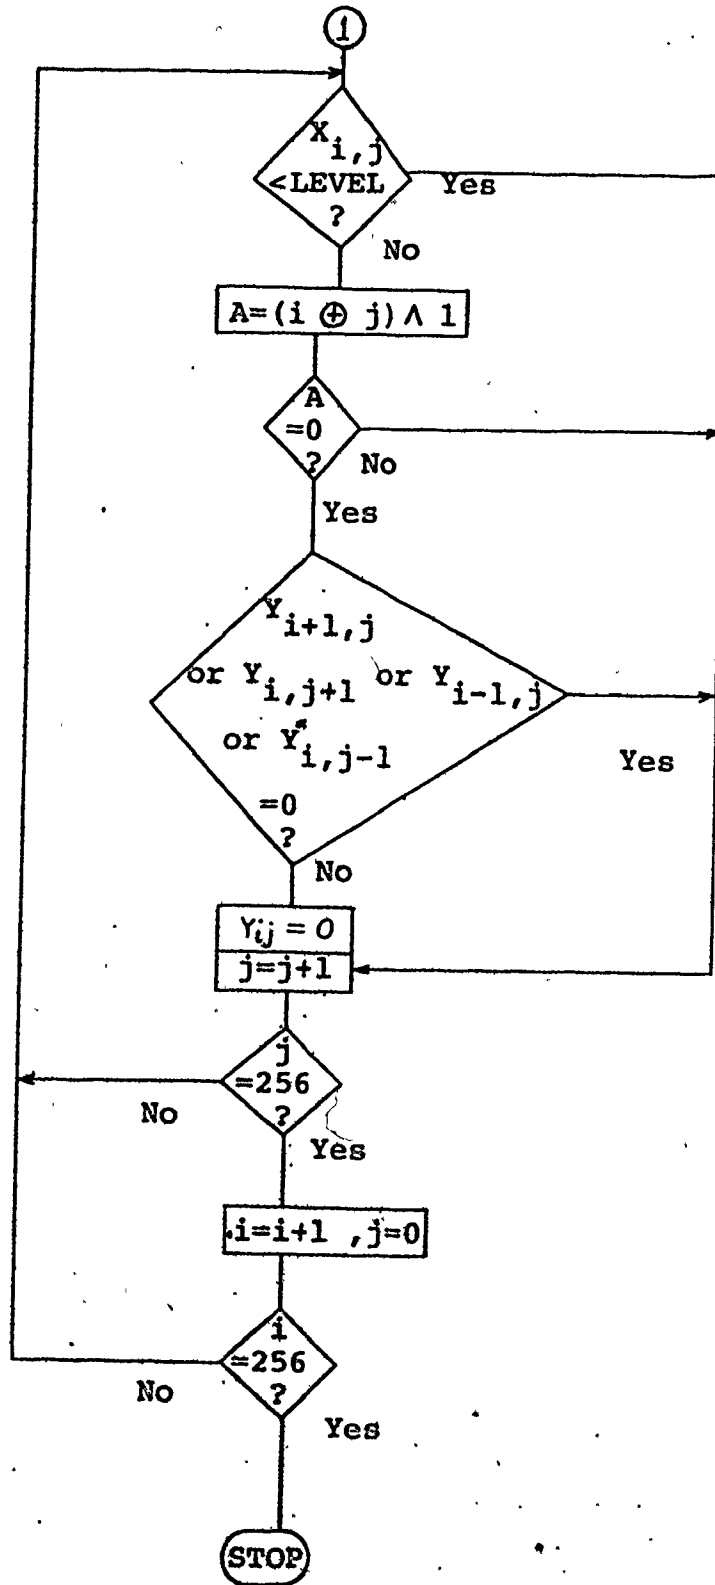 1
X i,j
<LEVEL
?
Yes
No
A=(i ⊕ j) ∧ 1
A
=0
?
No
Yes
Y i+1,j
or Y i,j+1 or Y i-1,j
or Y i,j-1
=0
?
Yes
No
Yij = 0
j=j+1
j
=256
?
No
Yes
i=i+1 ,j=0
i
=256
?
No
Yes
STOP